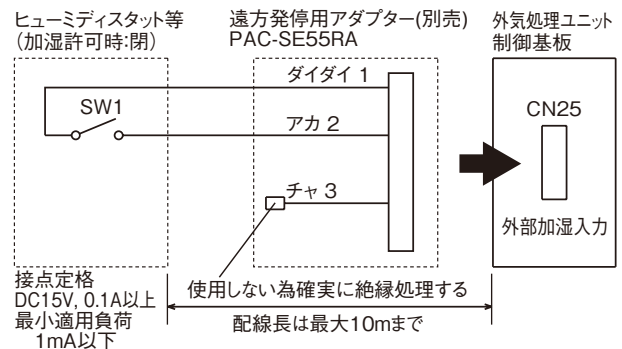 ヒューミディスタット等
（加湿許可時:閉）
遠方発停用アダプター(別売)
PAC-SE55RA
外気処理ユニット
制御基板
ダイダイ 1
SW1
アカ 2
チャ 3
CN25
外部加湿入力
接点定格
DC15V, 0.1A以上
最小適用負荷
1mA以下
使用しない為確実に絶縁処理する
配線長は最大10mまで